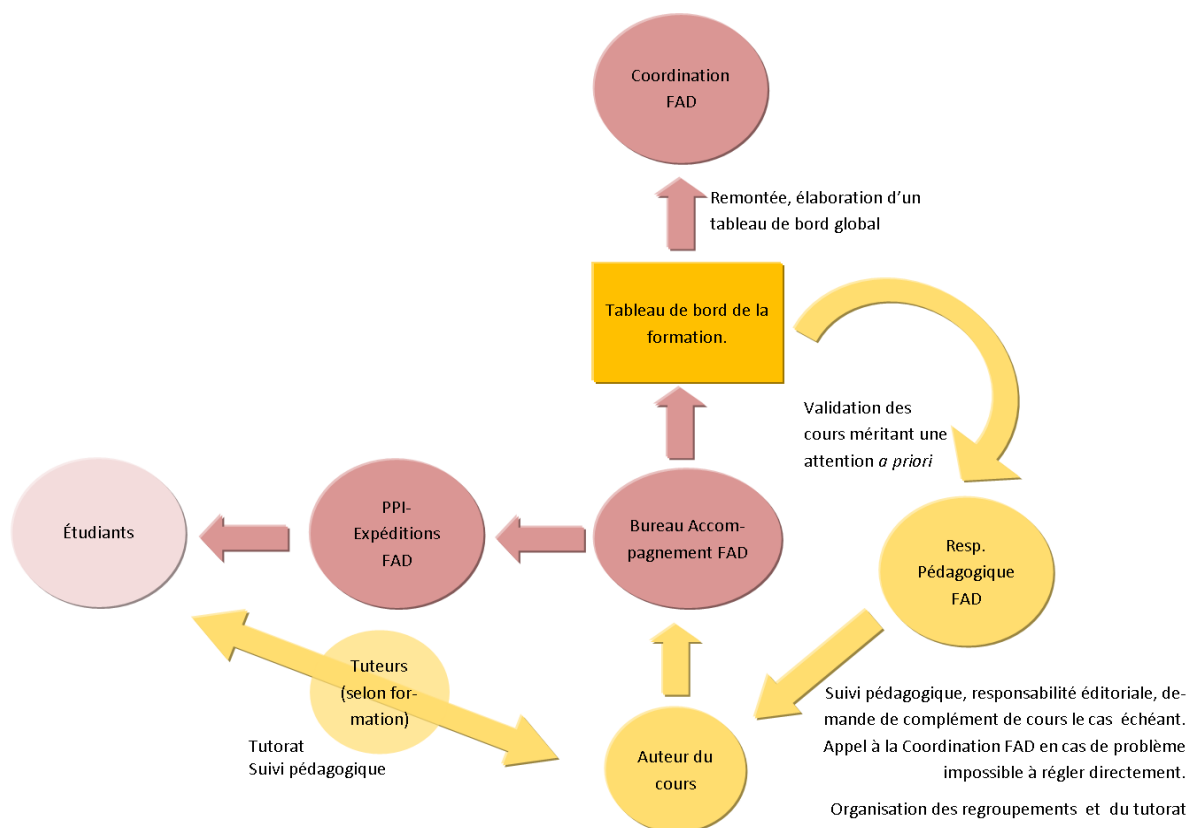 Coordination
FAD
Remontée, élaboration d’un
tableau de bord global
Tableau de bord de la
formation.
Validation des
cours méritant une
attention a priori
Étudiants
PPI-
Expéditions
FAD
Bureau Accom-
pagnement FAD
Resp.
Pédagogique
FAD
Tuteurs
(selon for-
mation)
Tutorat
Suivi pédagogique
Auteur du
cours
Suivi pédagogique, responsabilité éditoriale, de-
mande de complément de cours le cas échéant.
Appel à la Coordination FAD en cas de problème
impossible à régler directement.
Organisation des regroupements et du tutorat